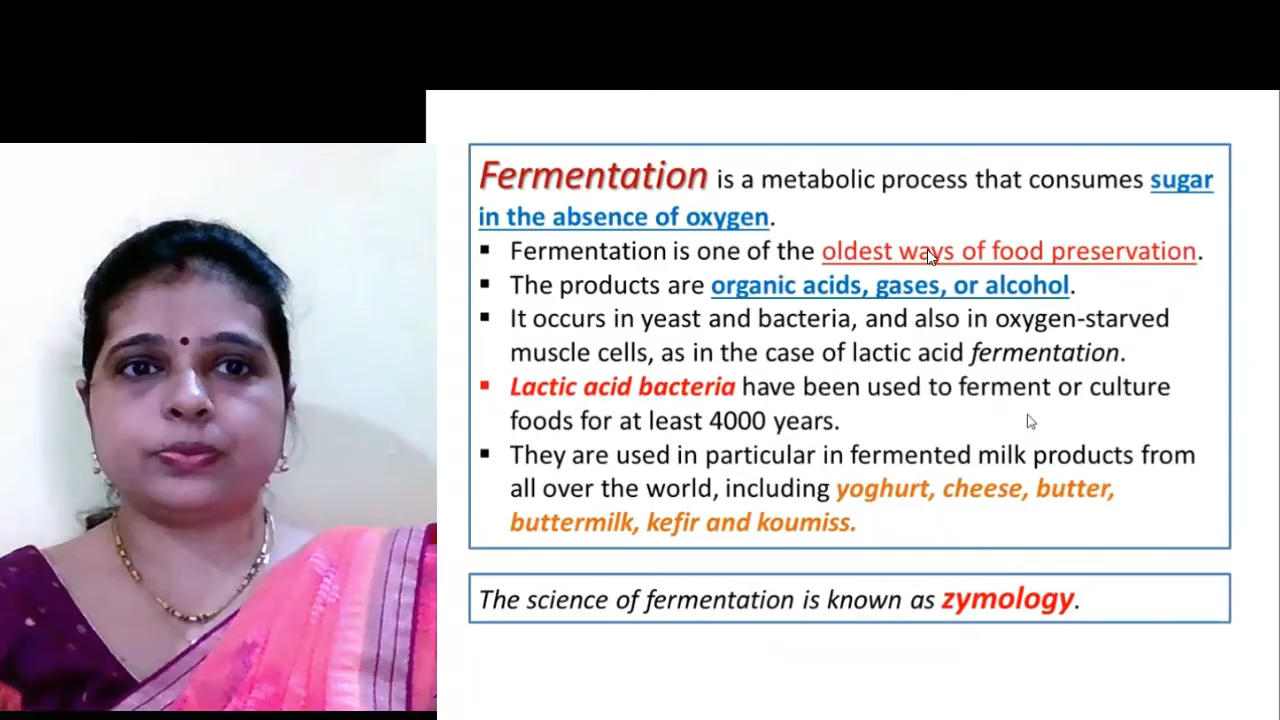 Fermentation is a metabolic process that consumes sugar
in the absence of oxygen.
▪ Fermentation is one of the oldest ways of food preservation.
▪ The products are organic acids, gases, or alcohol.
▪ It occurs in yeast and bacteria, and also in oxygen-starved
muscle cells, as in the case of lactic acid fermentation.
▪ Lactic acid bacteria have been used to ferment or culture
foods for at least 4000 years.
▪ They are used in particular in fermented milk products from
all over the world, including yoghurt, cheese, butter,
buttermilk, kefir and koumiss.
The science of fermentation is known as zymology.